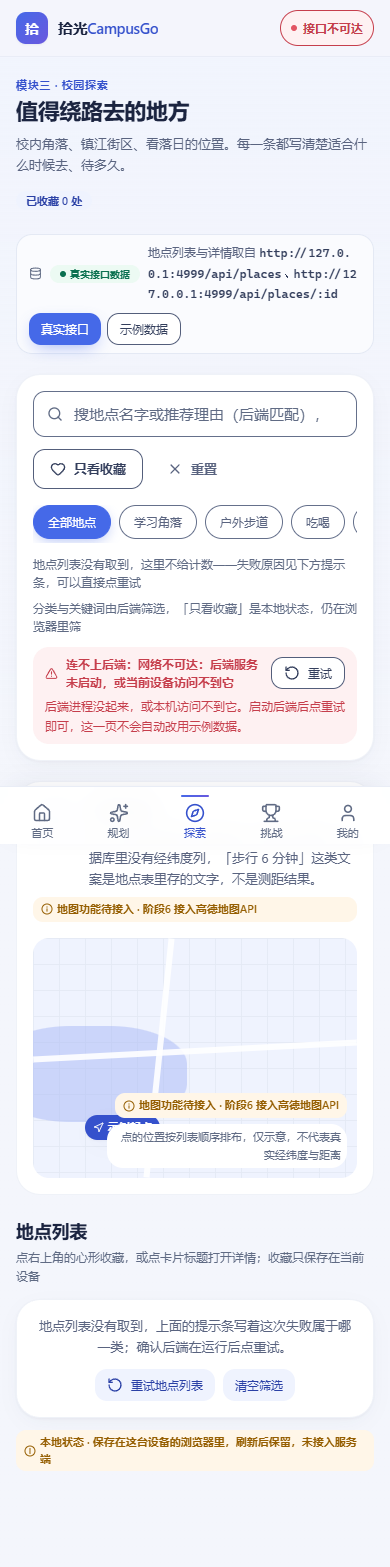 拾 拾光CampusGo 接口不可达
模块三 · 校园探索
值得绕路去的地方
校内角落、镇江街区、看落日的位置。每一条都写清楚适合什
么时候去、待多久。
已收藏 0 处
真实接口数据
地点列表与详情取自 http://127.0.
0.1:4999/api/places、http://12
7.0.0.1:4999/api/places/:id
真实接口 示例数据
搜地点名字或推荐理由（后端匹配），
只看收藏 重置
全部地点 学习角落 户外步道 吃喝
地点列表没有取到，这里不给计数——失败原因见下方提示
条，可以直接点重试
分类与关键词由后端筛选，「只看收藏」是本地状态，仍在浏
览器里筛
连不上后端：网络不可达：后端服务
未启动，或当前设备访问不到它
重试
后端进程没起来，或本机访问不到它。启动后端后点重试
即可，这一页不会自动改用示例数据。
首页 规划 探索 挑战 我的
据库里没有经纬度列，「步行 6 分钟」这类文
案是地点表里存的文字，不是测距结果。
地图功能待接入 · 阶段6 接入高德地图API
地图功能待接入 · 阶段6 接入高德地图API
点的位置按列表顺序排布，仅示意，不代表真
实经纬度与距离
地点列表
点右上角的心形收藏，或点卡片标题打开详情；收藏只保存在当前
设备
地点列表没有取到，上面的提示条写着这次失败属于哪
一类；确认后端在运行后点重试。
重试地点列表 清空筛选
本地状态 · 保存在这台设备的浏览器里，刷新后保留，未接入服务
端